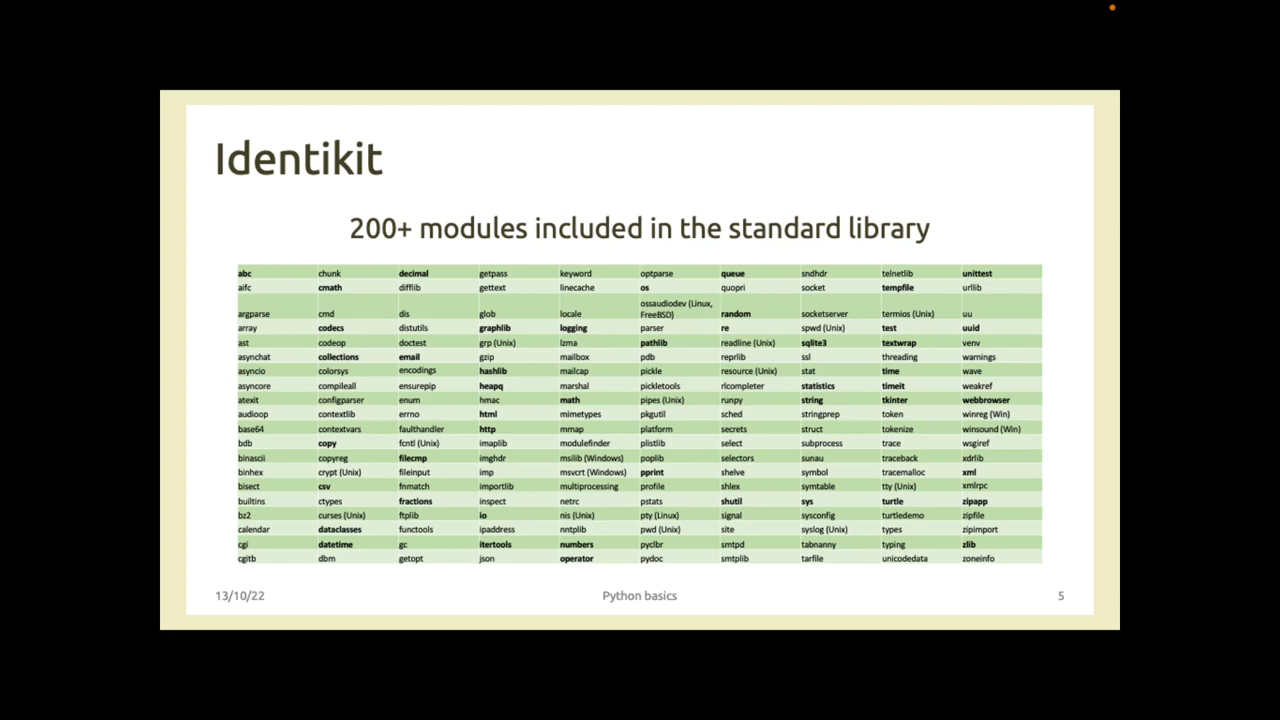 Identikit
200+ modules included in the standard library
abc chunk decimal getpass keyword optparse queue sndhdr telnetlib unittest
aifc cmath difflib gettext linecache os quopri socket tempfile urllib
argparse cmd dis glob locale ossaudiodev (Linux, FreeBSD) random socketserver termios (Unix) uu
array codecs distutils graphlib logging parser re spwd (Unix) test uuid
ast codeop doctest grp (Unix) lzma pathlib readline (Unix) sqlite3 textwrap venv
asynchat collections email gzip mailbox pdb reprlib ssl threading warnings
asyncio colorsys encodings hashlib mailcap pickle resource (Unix) stat time wave
asyncore compileall ensurepip heapq marshal pickletools rlcompleter statistics timeit weakref
atexit configparser enum hmac math pipes (Unix) runpy string tkinter webbrowser
audioop contextlib errno html mimetypes pkgutil sched stringprep token winreg (Win)
base64 contextvars faulthandler http mmap platform secrets struct tokenize winsound (Win)
bdb copy fcntl (Unix) imaplib modulefinder plistlib select subprocess trace wsgiref
binascii copyreg filecmp imghdr msilib (Windows) poplib selectors sunau traceback xdrlib
binhex crypt (Unix) fileinput imp msvcrt (Windows) pprint shelve symbol tracemalloc xml
bisect csv fnmatch importlib multiprocessing profile shlex symtable tty (Unix) xmlrpc
builtins ctypes fractions inspect netrc pstats shutil sys turtle zipapp
bz2 curses (Unix) ftplib io nis (Unix) pty (Linux) signal sysconfig turtledemo zipfile
calendar dataclasses functools ipaddress nntplib pwd (Unix) site syslog (Unix) types zipimport
cgi datetime gc itertools numbers pyclbr smtpd tabnanny typing zlib
cgitb dbm getopt json operator pydoc smtplib tarfile unicodedata zoneinfo
13/10/22 Python basics 5